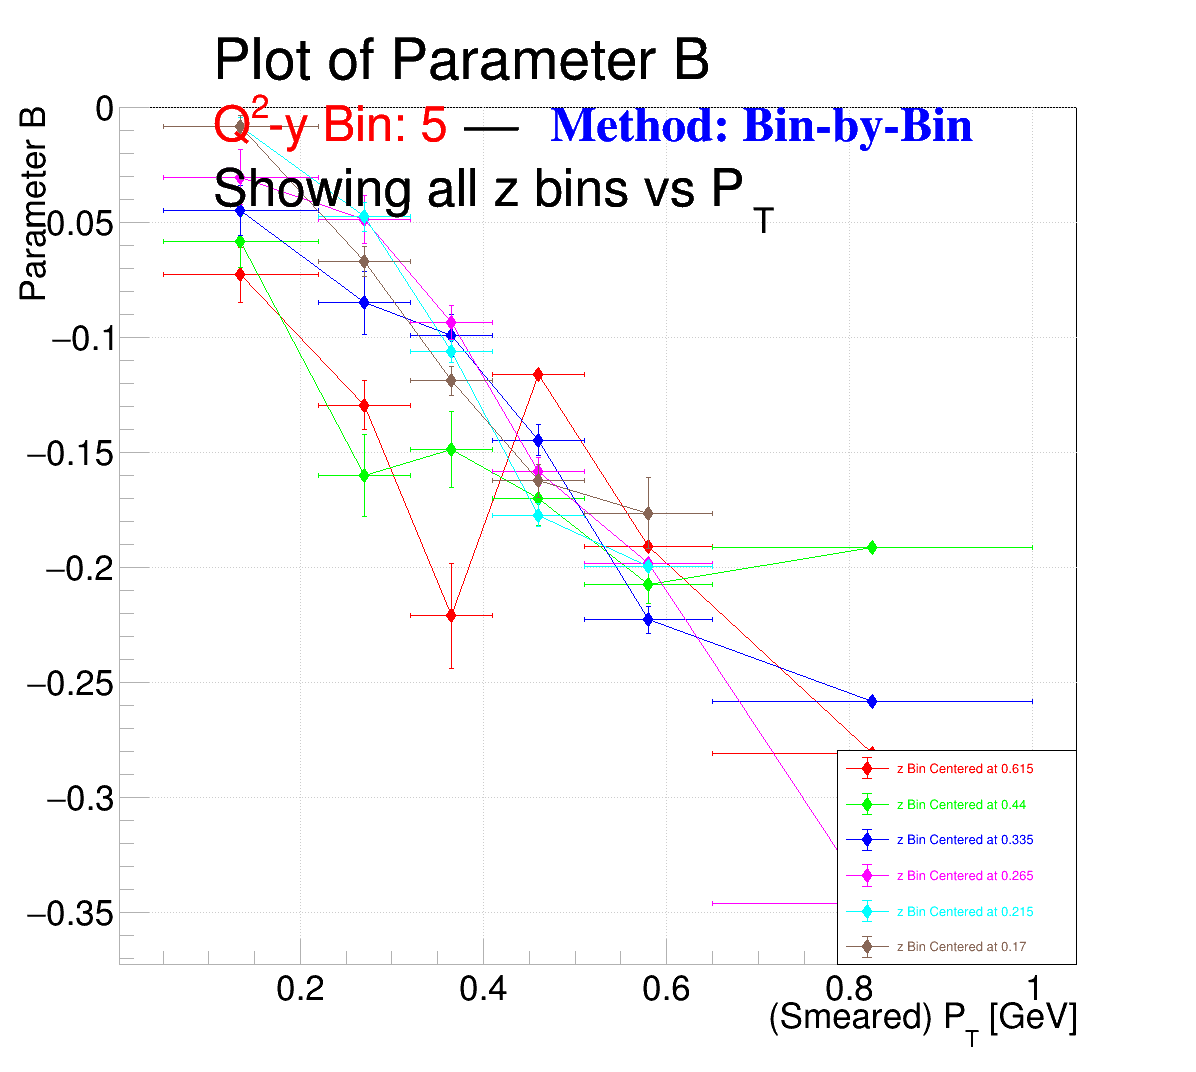 Plot of Parameter B
Q²-y Bin: 5 — Method: Bin-by-Bin
Showing all z bins vs P_T
Parameter B
0
0.05
−0.1
−0.15
−0.2
−0.25
−0.3
−0.35
z Bin Centered at 0.615
z Bin Centered at 0.44
z Bin Centered at 0.335
z Bin Centered at 0.265
z Bin Centered at 0.215
z Bin Centered at 0.17
0.2 0.4 0.6 0.8 1
(Smeared) P_T [GeV]